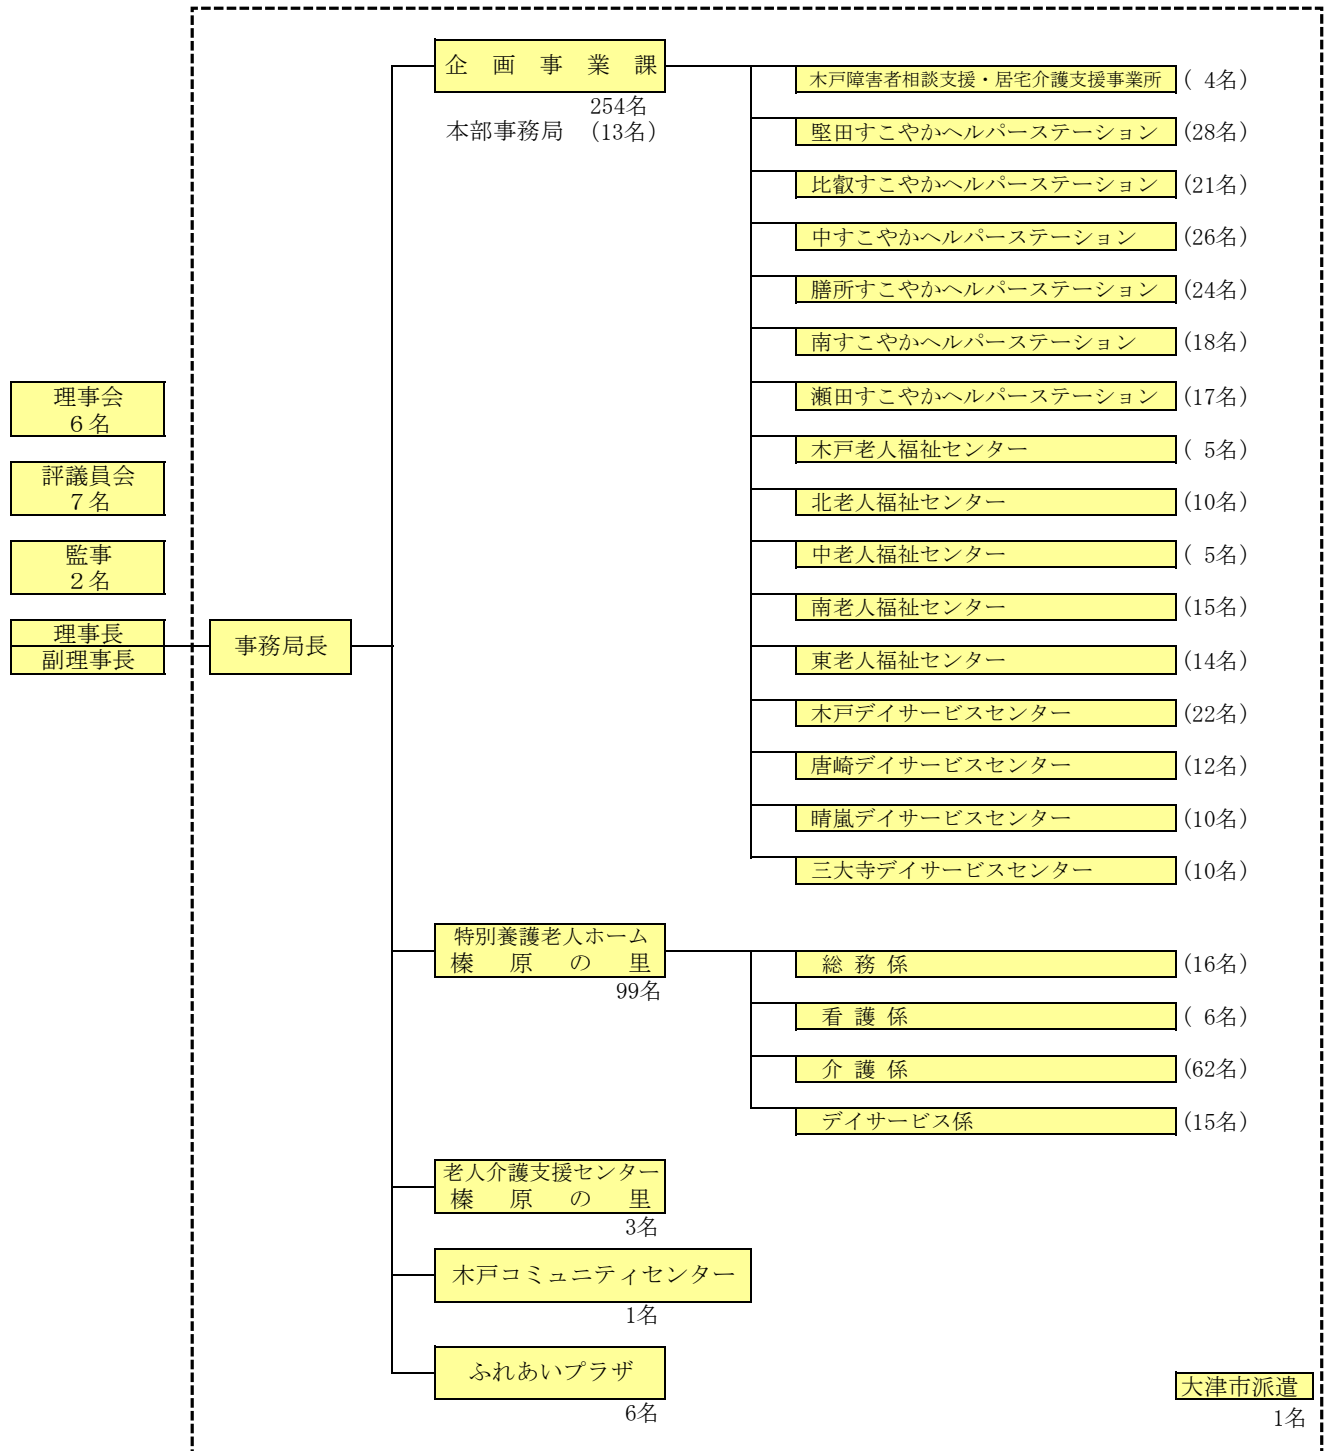 企 画 事 業 課
254名
本部事務局 (13名)
木戸障害者相談支援・居宅介護支援事業所 ( 4名)
堅田すこやかヘルパーステーション (28名)
比叡すこやかヘルパーステーション (21名)
中すこやかヘルパーステーション (26名)
膳所すこやかヘルパーステーション (24名)
南すこやかヘルパーステーション (18名)
瀬田すこやかヘルパーステーション (17名)
木戸老人福祉センター ( 5名)
北老人福祉センター (10名)
中老人福祉センター ( 5名)
南老人福祉センター (15名)
東老人福祉センター (14名)
木戸デイサービスセンター (22名)
唐崎デイサービスセンター (12名)
晴嵐デイサービスセンター (10名)
三大寺デイサービスセンター (10名)
理事会
6名
評議員会
7名
監事
2名
理事長
副理事長
事務局長
特別養護老人ホーム
榛 原 の 里
99名
総 務 係 (16名)
看 護 係 ( 6名)
介 護 係 (62名)
デイサービス係 (15名)
老人介護支援センター
榛 原 の 里
3名
木戸コミュニティセンター
1名
ふれあいプラザ
6名
大津市派遣
1名